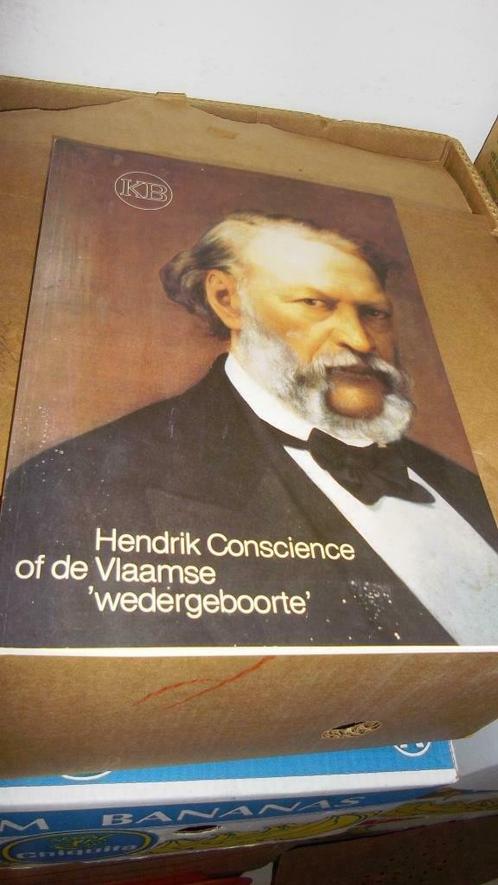 KB
Hendrik Conscience
of de Vlaamse
'wedergeboorte'
M BANANAS
Chiquita